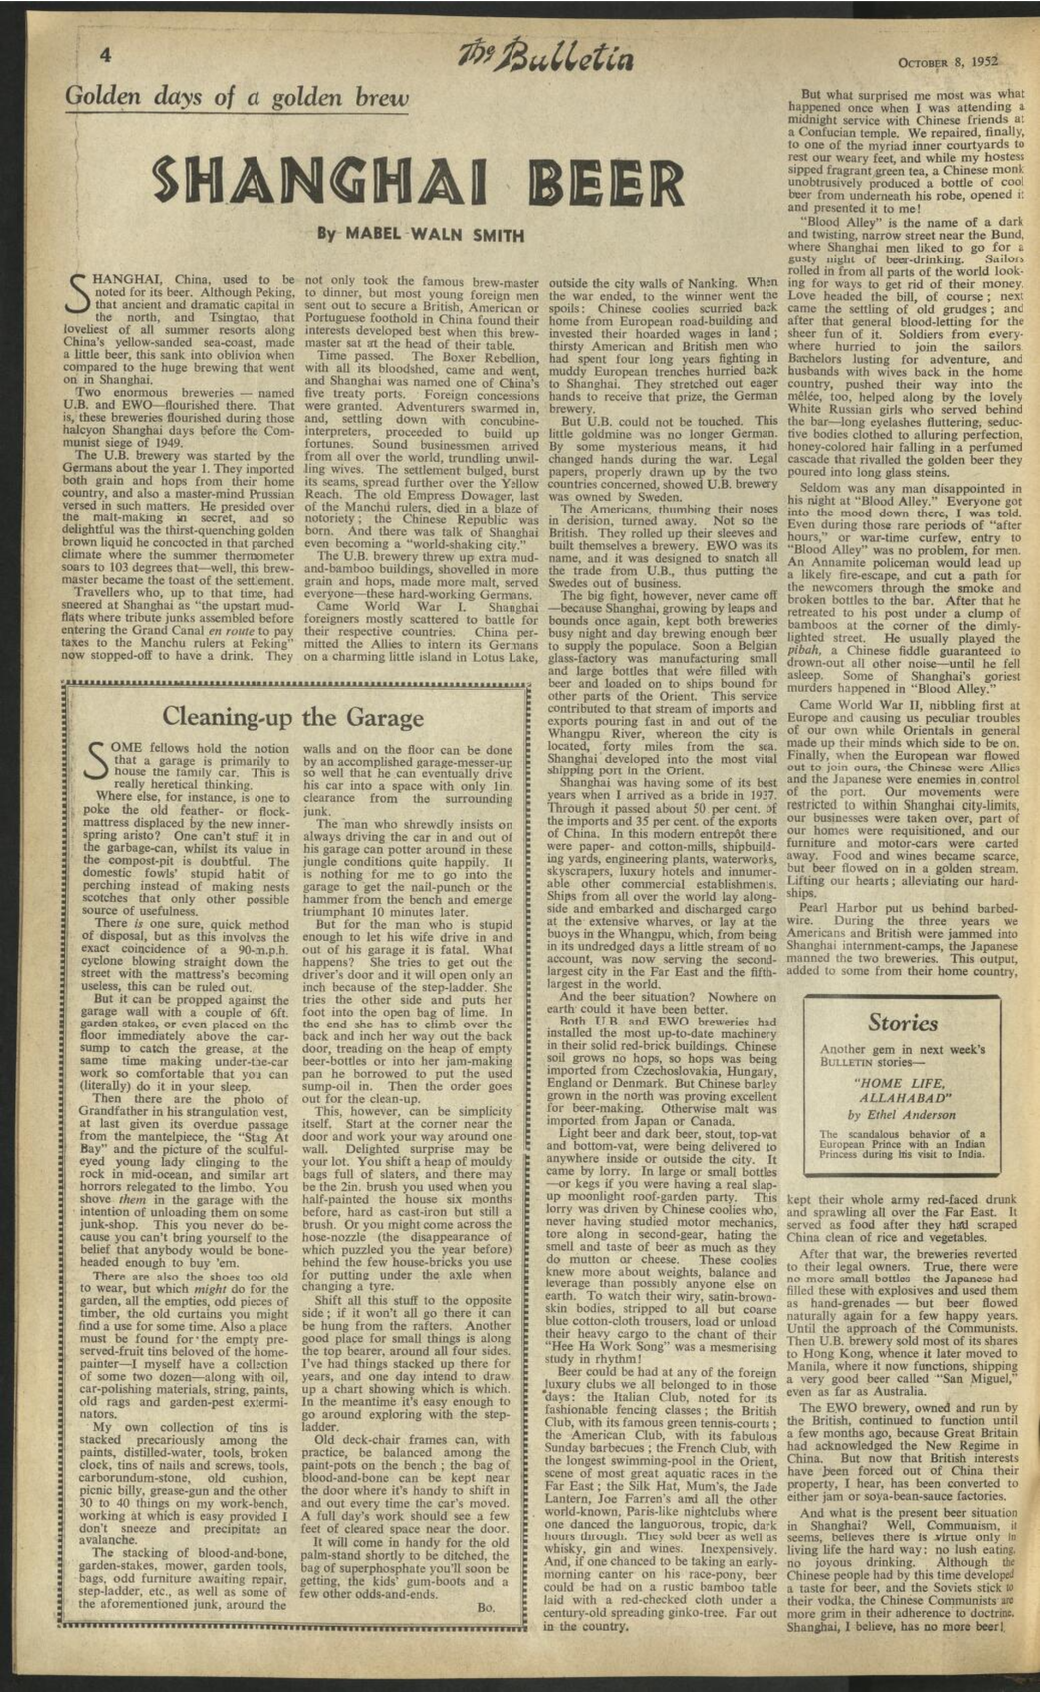 4
The Bulletin
OCTOBER 8, 1952
Golden days of a golden brew
SHANGHAI BEER
By MABEL WALN SMITH
SHANGHAI, China, used to be
noted for its beer. Although Peking,
that ancient and dramatic capital in
the north, and Tsingtao, that
loveliest of all summer resorts along
China's yellow-sanded sea-coast, made
a little beer, this sank into oblivion when
compared to the huge brewing that went
on in Shanghai.
Two enormous breweries — named
U.B. and EWO—flourished there. That
is, these breweries flourished during those
halcyon Shanghai days before the Com-
munist siege of 1949.
The U.B. brewery was started by the
Germans about the year 1. They imported
both grain and hops from their home
country, and also a master-mind Prussian
versed in such matters. He presided over
the malt-making in secret, and so
delightful was the thirst-quenching golden
brown liquid he concocted in that parched
climate where the summer thermometer
soars to 103 degrees that—well, this brew-
master became the toast of the settlement.
Travellers who, up to that time, had
sneered at Shanghai as "the upstart mud-
flats where tribute junks assembled before
entering the Grand Canal en route to pay
taxes to the Manchu rulers at Peking"
now stopped-off to have a drink. They
not only took the famous brew-master
to dinner, but most young foreign men
sent out to secure a British, American or
Portuguese foothold in China found their
interests developed best when this brew-
master sat at the head of their table.
Time passed. The Boxer Rebellion,
with all its bloodshed, came and went,
and Shanghai was named one of China's
five treaty ports. Foreign concessions
were granted. Adventurers swarmed in,
and, settling down with concubine-
interpreters, proceeded to build up
fortunes. Sound businessmen arrived
from all over the world, trundling unwil-
ling wives. The settlement bulged, burst
its seams, spread further over the Yellow
Reach. The old Empress Dowager, last
of the Manchú rulers, died in a blaze of
notoriety; the Chinese Republic was
born. And there was talk of Shanghai
even becoming a "world-shaking city."
The U.B. brewery threw up extra mud-
and-bamboo buildings, shovelled in more
grain and hops, made more malt, served
everyone—these hard-working Germans.
Came World War I. Shanghai
foreigners mostly scattered to battle for
their respective countries. China per-
mitted the Allies to intern its Germans
on a charming little island in Lotus Lake,
outside the city walls of Nanking. When
the war ended, to the winner went the
spoils: Chinese coolies scurried back
home from European road-building and
invested their hoarded wages in land;
thirsty American and British men who
had spent four long years fighting in
muddy European trenches hurried back
to Shanghai. They stretched out eager
hands to receive that prize, the German
brewery.
But U.B. could not be touched. This
little goldmine was no longer German.
By some mysterious means, it had
changed hands during the war. Legal
papers, properly drawn up by the two
countries concerned, showed U.B. brewery
was owned by Sweden.
The Americans, thumbing their noses
in derision, turned away. Not so the
British. They rolled up their sleeves and
built themselves a brewery. EWO was its
name, and it was designed to snatch all
the trade from U.B., thus putting the
Swedes out of business.
The big fight, however, never came off
—because Shanghai, growing by leaps and
bounds once again, kept both breweries
busy night and day brewing enough beer
to supply the populace. Soon a Belgian
glass-factory was manufacturing small
and large bottles that were filled with
beer and loaded on to ships bound for
other parts of the Orient. This service
contributed to that stream of imports and
exports pouring fast in and out of the
Whangpu River, whereon the city is
located, forty miles from the sea.
Shanghai developed into the most vital
shipping port in the Orient.
Shanghai was having some of its best
years when I arrived as a bride in 1937.
Through it passed about 50 per cent. of
the imports and 35 per cent. of the exports
of China. In this modern entrepôt there
were paper- and cotton-mills, shipbuild-
ing yards, engineering plants, waterworks,
skyscrapers, luxury hotels and innumer-
able other commercial establishments.
Ships from all over the world lay along-
side and embarked and discharged cargo
at the extensive wharves, or lay at the
buoys in the Whangpu, which, from being
in its undredged days a little stream of no
account, was now serving the second-
largest city in the Far East and the fifth-
largest in the world.
And the beer situation? Nowhere on
earth could it have been better.
Both U.B. and EWO breweries had
installed the most up-to-date machinery
in their solid red-brick buildings. Chinese
soil grows no hops, so hops was being
imported from Czechoslovakia, Hungary,
England or Denmark. But Chinese barley
grown in the north was proving excellent
for beer-making. Otherwise malt was
imported from Japan or Canada.
Light beer and dark beer, stout, top-vat
and bottom-vat, were being delivered to
anywhere inside or outside the city. It
came by lorry. In large or small bottles
—or kegs if you were having a real slap-
up moonlight roof-garden party. This
lorry was driven by Chinese coolies who,
never having studied motor mechanics,
tore along in second-gear, hating the
smell and taste of beer as much as they
do mutton or cheese. These coolies
knew more about weights, balance and
leverage than possibly anyone else on
earth. To watch their wiry, satin-brown-
skin bodies, stripped to all but coarse
blue cotton-cloth trousers, load or unload
their heavy cargo to the chant of their
"Hee Ha Work Song" was a mesmerising
study in rhythm!
Beer could be had at any of the foreign
luxury clubs we all belonged to in those
days: the Italian Club, noted for its
fashionable fencing classes; the British
Club, with its famous green tennis-courts;
the American Club, with its fabulous
Sunday barbecues; the French Club, with
the longest swimming-pool in the Orient,
scene of most great aquatic races in the
Far East; the Silk Hat, Mum's, the Jade
Lantern, Joe Farren's and all the other
world-known, Paris-like nightclubs where
one danced the languorous, tropic, dark
hours through. They sold beer as well as
whisky, gin and wines. Inexpensively.
And, if one chanced to be taking an early-
morning canter on his race-pony, beer
could be had on a rustic bamboo table
laid with a red-checked cloth under a
century-old spreading ginko-tree. Far out
in the country.
But what surprised me most was what
happened once when I was attending a
midnight service with Chinese friends at
a Confucian temple. We repaired, finally,
to one of the myriad inner courtyards to
rest our weary feet, and while my hostess
sipped fragrant green tea, a Chinese monk
unobtrusively produced a bottle of cool
beer from underneath his robe, opened it
and presented it to me!
"Blood Alley" is the name of a dark
and twisting, narrow street near the Bund,
where Shanghai men liked to go for a
gusty night of beer-drinking. Sailors
rolled in from all parts of the world look-
ing for ways to get rid of their money.
Love headed the bill, of course; next
came the settling of old grudges; and
after that general blood-letting for the
sheer fun of it. Soldiers from every-
where hurried to join the sailors.
Bachelors lusting for adventure, and
husbands with wives back in the home
country, pushed their way into the
mêlée, too, helped along by the lovely
White Russian girls who served behind
the bar—long eyelashes fluttering, seduc-
tive bodies clothed to alluring perfection,
honey-colored hair falling in a perfumed
cascade that rivalled the golden beer they
poured into long glass steins.
Seldom was any man disappointed in
his night at "Blood Alley." Everyone got
into the mood down there, I was told.
Even during those rare periods of "after
hours," or war-time curfew, entry to
"Blood Alley" was no problem, for men.
An Annamite policeman would lead up
a likely fire-escape, and cut a path for
the newcomers through the smoke and
broken bottles to the bar. After that he
retreated to his post under a clump of
bamboos at the corner of the dimly-
lighted street. He usually played the
pibah, a Chinese fiddle guaranteed to
drown-out all other noise—until he fell
asleep. Some of Shanghai's goriest
murders happened in "Blood Alley."
Came World War II, nibbling first at
Europe and causing us peculiar troubles
of our own while Orientals in general
made up their minds which side to be on.
Finally, when the European war flowed
out to join ours, the Chinese were Allies
and the Japanese were enemies in control
of the port. Our movements were
restricted to within Shanghai city-limits,
our businesses were taken over, part of
our homes were requisitioned, and our
furniture and motor-cars were carted
away. Food and wines became scarce,
but beer flowed on in a golden stream.
Lifting our hearts; alleviating our hard-
ships.
Pearl Harbor put us behind barbed-
wire. During the three years we
Americans and British were jammed into
Shanghai internment-camps, the Japanese
manned the two breweries. This output,
added to some from their home country,
kept their whole army red-faced drunk
and sprawling all over the Far East. It
served as food after they had scraped
China clean of rice and vegetables.
After that war, the breweries reverted
to their legal owners. True, there were
no more small bottles the Japanese had
filled these with explosives and used them
as hand-grenades — but beer flowed
naturally again for a few happy years.
Until the approach of the Communists.
Then U.B. brewery sold most of its shares
to Hong Kong, whence it later moved to
Manila, where it now functions, shipping
a very good beer called "San Miguel,"
even as far as Australia.
The EWO brewery, owned and run by
the British, continued to function until
a few months ago, because Great Britain
had acknowledged the New Regime in
China. But now that British interests
have been forced out of China their
property, I hear, has been converted to
either jam or soya-bean-sauce factories.
And what is the present beer situation
in Shanghai? Well, Communism, it
seems, believes there is virtue only in
living life the hard way: no lush eating,
no joyous drinking. Although the
Chinese people had by this time developed
a taste for beer, and the Soviets stick to
their vodka, the Chinese Communists are
more grim in their adherence to doctrine.
Shanghai, I believe, has no more beer!
Stories
Another gem in next week's
BULLETIN stories—
"HOME LIFE,
ALLAHABAD"
by Ethel Anderson
The scandalous behavior of a
European Prince with an Indian
Princess during his visit to India.
Cleaning-up the Garage
SOME fellows hold the notion
that a garage is primarily to
house the family car. This is
really heretical thinking.
Where else, for instance, is one to
poke the old feather- or flock-
mattress displaced by the new inner-
spring aristo? One can't stuff it in
the garbage-can, whilst its value in
the compost-pit is doubtful. The
domestic fowls' stupid habit of
perching instead of making nests
scotches that only other possible
source of usefulness.
There is one sure, quick method
of disposal, but as this involves the
exact coincidence of a 90-m.p.h.
cyclone blowing straight down the
street with the mattress's becoming
useless, this can be ruled out.
But it can be propped against the
garage wall with a couple of 6ft.
garden stakes, or even placed on the
floor immediately above the car-
sump to catch the grease, at the
same time making under-the-car
work so comfortable that you can
(literally) do it in your sleep.
Then there are the photo of
Grandfather in his strangulation vest,
at last given its overdue passage
from the mantelpiece, the "Stag At
Bay" and the picture of the sculful-
eyed young lady clinging to the
rock in mid-ocean, and similar art
horrors relegated to the limbo. You
shove them in the garage with the
intention of unloading them on some
junk-shop. This you never do be-
cause you can't bring yourself to the
belief that anybody would be bone-
headed enough to buy 'em.
There are also the shoes too old
to wear, but which might do for the
garden, all the empties, odd pieces of
timber, the old curtains you might
find a use for some time. Also a place
must be found for the empty pre-
served-fruit tins beloved of the home-
painter—I myself have a collection
of some two dozen—along with oil,
car-polishing materials, string, paints,
old rags and garden-pest extermi-
nators.
My own collection of tins is
stacked precariously among the
paints, distilled-water, tools, broken
clock, tins of nails and screws, tools,
carborundum-stone, old cushion,
picnic billy, grease-gun and the other
30 to 40 things on my work-bench,
working at which is easy provided I
don't sneeze and precipitate an
avalanche.
The stacking of blood-and-bone,
garden-stakes, mower, garden tools,
bags, odd furniture awaiting repair,
step-ladder, etc., as well as some of
the aforementioned junk, around the
walls and on the floor can be done
by an accomplished garage-messer-up
so well that he can eventually drive
his car into a space with only 1in.
clearance from the surrounding
junk.
The man who shrewdly insists on
always driving the car in and out of
his garage can potter around in these
jungle conditions quite happily. It
is nothing for me to go into the
garage to get the nail-punch or the
hammer from the bench and emerge
triumphant 10 minutes later.
But for the man who is stupid
enough to let his wife drive in and
out of his garage it is fatal. What
happens? She tries to get out the
driver's door and it will open only an
inch because of the step-ladder. She
tries the other side and puts her
foot into the open bag of lime. In
the end she has to climb over the
back and inch her way out the back
door, treading on the heap of empty
beer-bottles or into her jam-making
pan he borrowed to put the used
sump-oil in. Then the order goes
out for the clean-up.
This, however, can be simplicity
itself. Start at the corner near the
door and work your way around one
wall. Delighted surprise may be
your lot. You shift a heap of mouldy
bags full of slaters, and there may
be the 2in. brush you used when you
half-painted the house six months
before, hard as cast-iron but still a
brush. Or you might come across the
hose-nozzle (the disappearance of
which puzzled you the year before)
behind the few house-bricks you use
for putting under the axle when
changing a tyre.
Shift all this stuff to the opposite
side; if it won't all go there it can
be hung from the rafters. Another
good place for small things is along
the top bearer, around all four sides.
I've had things stacked up there for
years, and one day intend to draw
up a chart showing which is which.
In the meantime it's easy enough to
go around exploring with the step-
ladder.
Old deck-chair frames can, with
practice, be balanced among the
paint-pots on the bench; the bag of
blood-and-bone can be kept near
the door where it's handy to shift in
and out every time the car's moved.
A full day's work should see a few
feet of cleared space near the door.
It will come in handy for the old
palm-stand shortly to be ditched, the
bag of superphosphate you'll soon be
getting, the kids' gum-boots and a
few other odds-and-ends.
Bo.